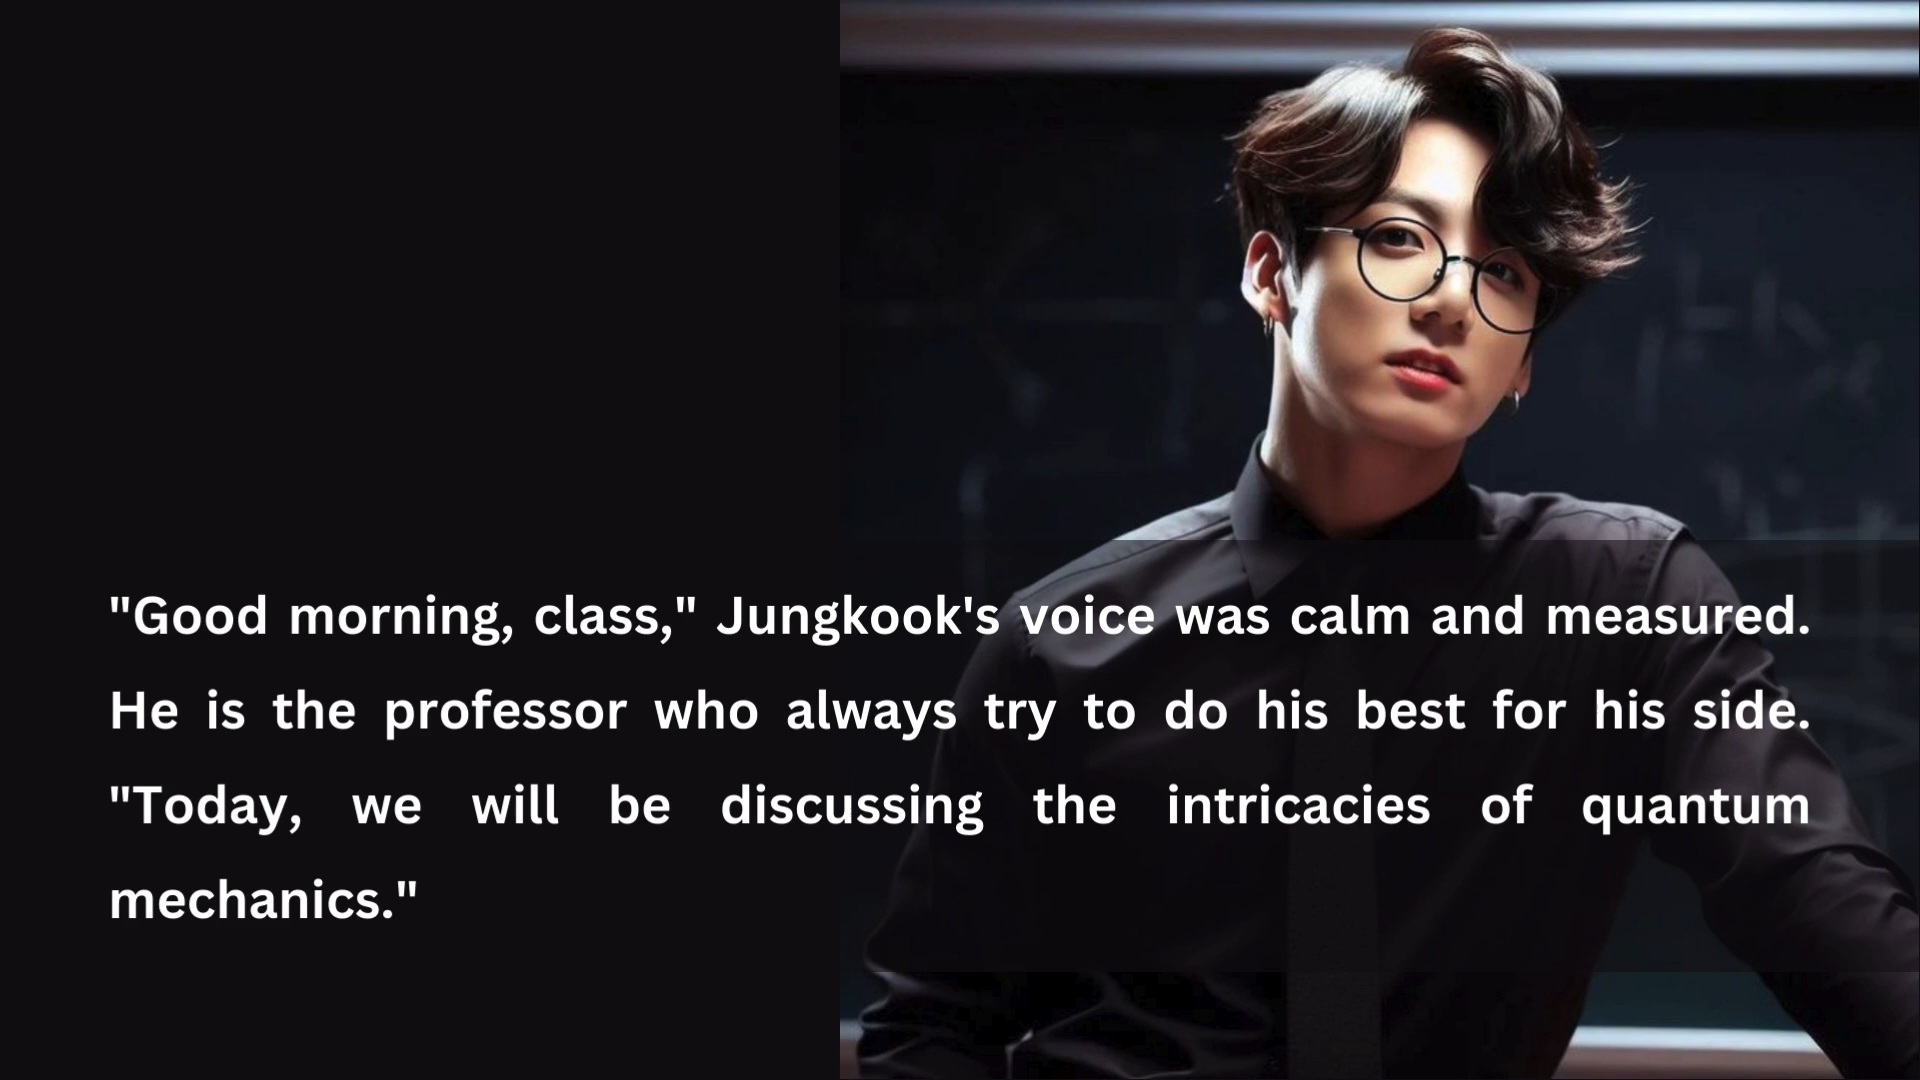 "Good morning, class," Jungkook's voice was calm and measured.
He is the professor who always try to do his best for his side.
"Today, we will be discussing the intricacies of quantum
mechanics."